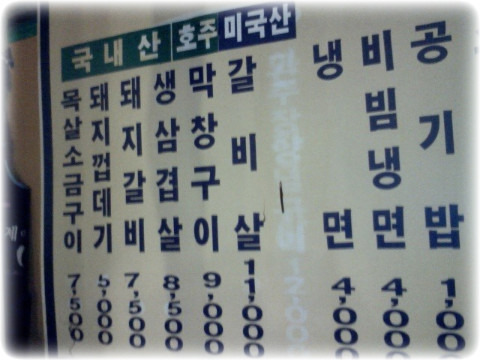 국내산
목살소금구이 7,500
돼지껍데기 5,000
돼지갈비 7,500
생삼겹살 8,500
호주
막창구이 9,000
미국산
갈비살 11,000
냉면 4,000
비빔냉면 4,000
공기밥 1,000